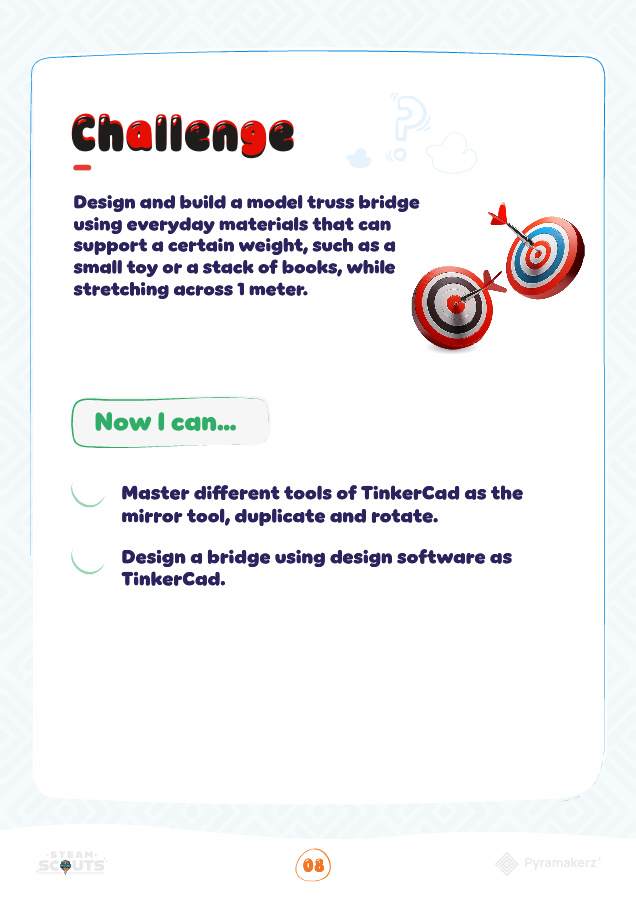 Challenge
Design and build a model truss bridge
using everyday materials that can
support a certain weight, such as a
small toy or a stack of books, while
stretching across 1 meter.
Now I can...
Master different tools of TinkerCad as the
mirror tool, duplicate and rotate.
Design a bridge using design software as
TinkerCad.
STEAM
SCOUTS
08
Pyramakerz